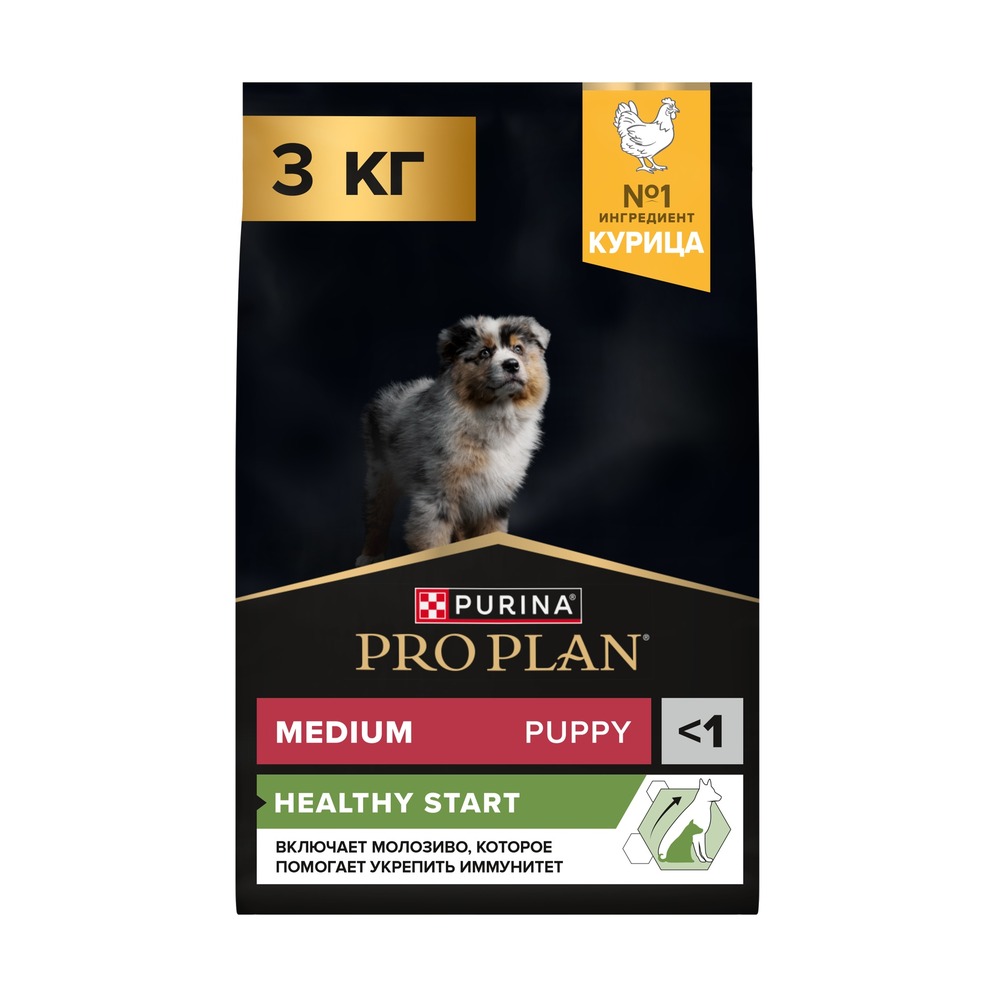 3 КГ
№1
ИНГРЕДИЕНТ
КУРИЦА
PURINA®
PRO PLAN®
MEDIUM PUPPY <1
HEALTHY START
ВКЛЮЧАЕТ МОЛОЗИВО, КОТОРОЕ
ПОМОГАЕТ УКРЕПИТЬ ИММУНИТЕТ